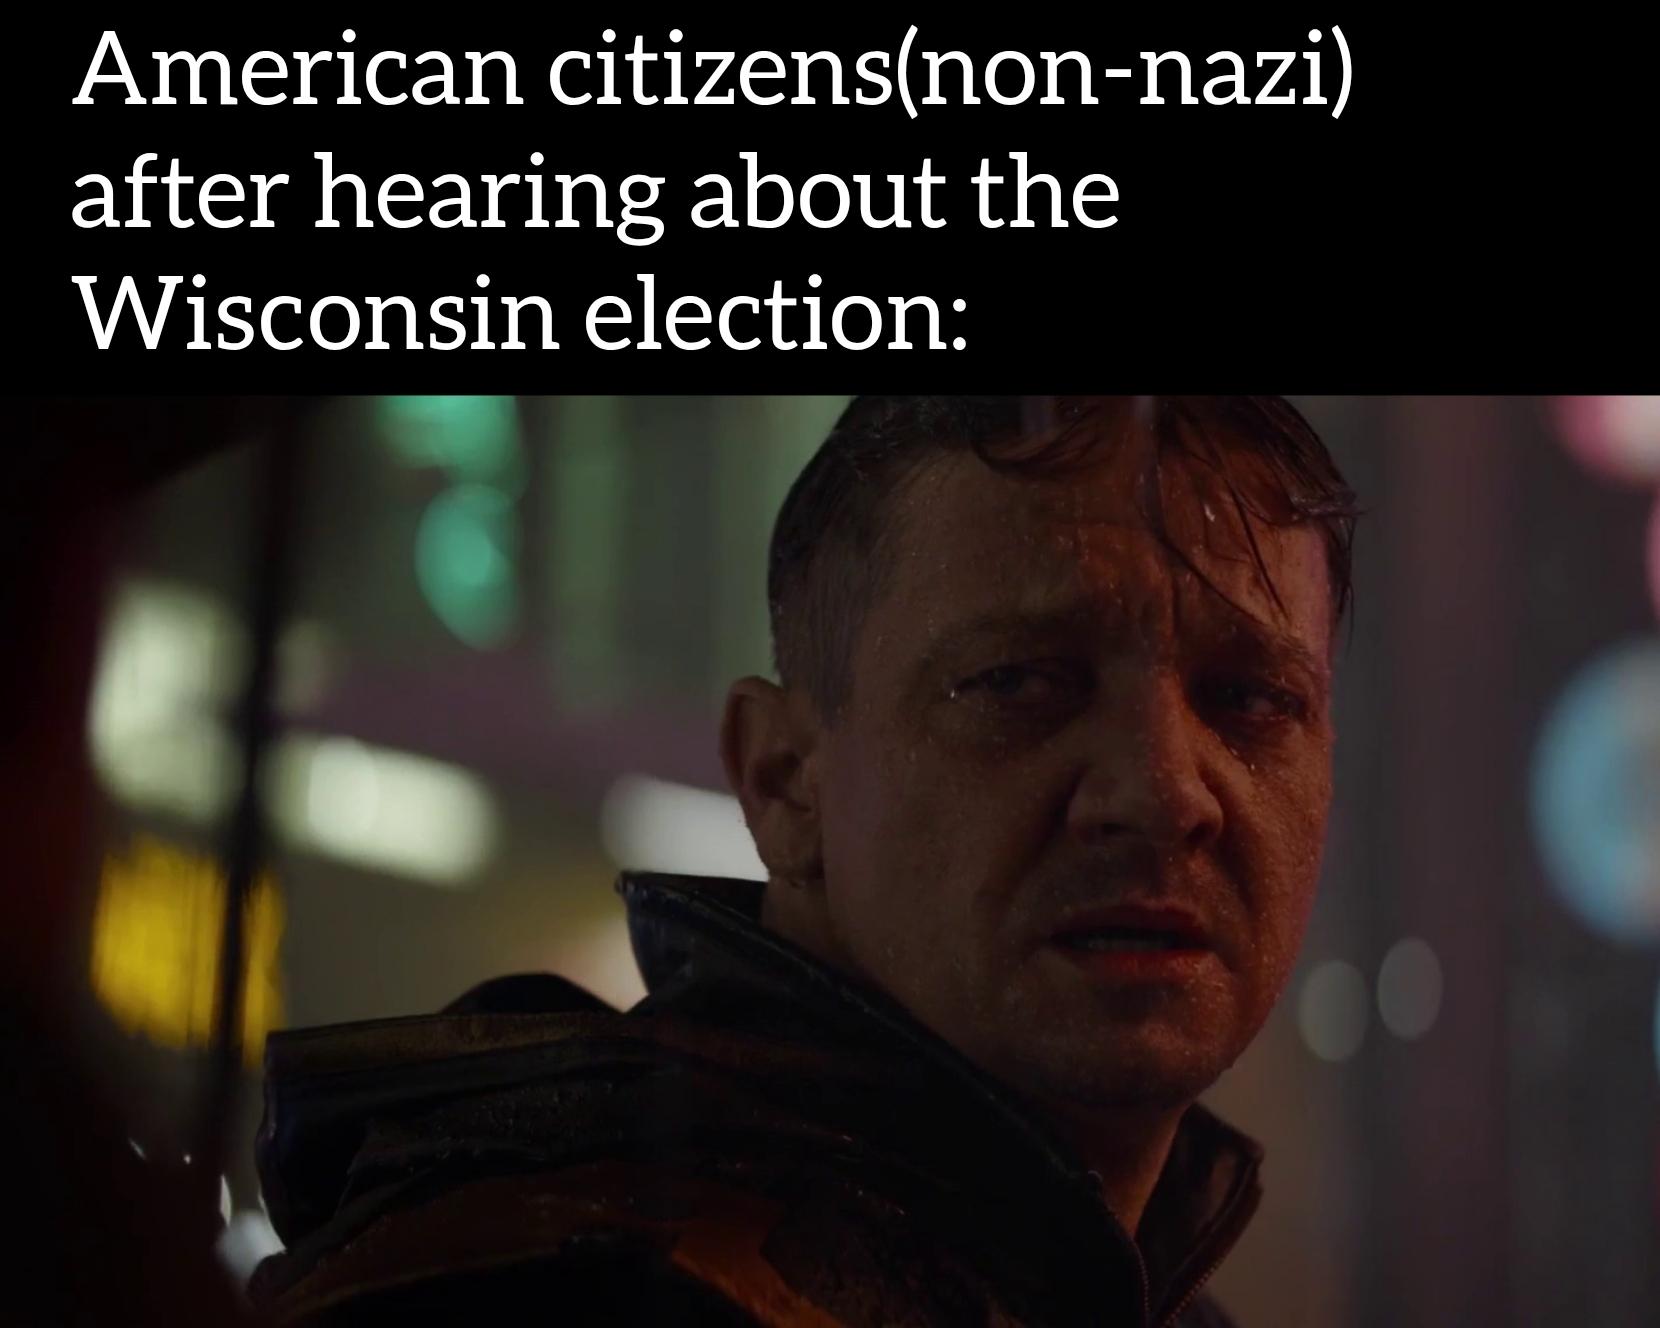 American citizens(non-nazi)
after hearing about the
Wisconsin election: